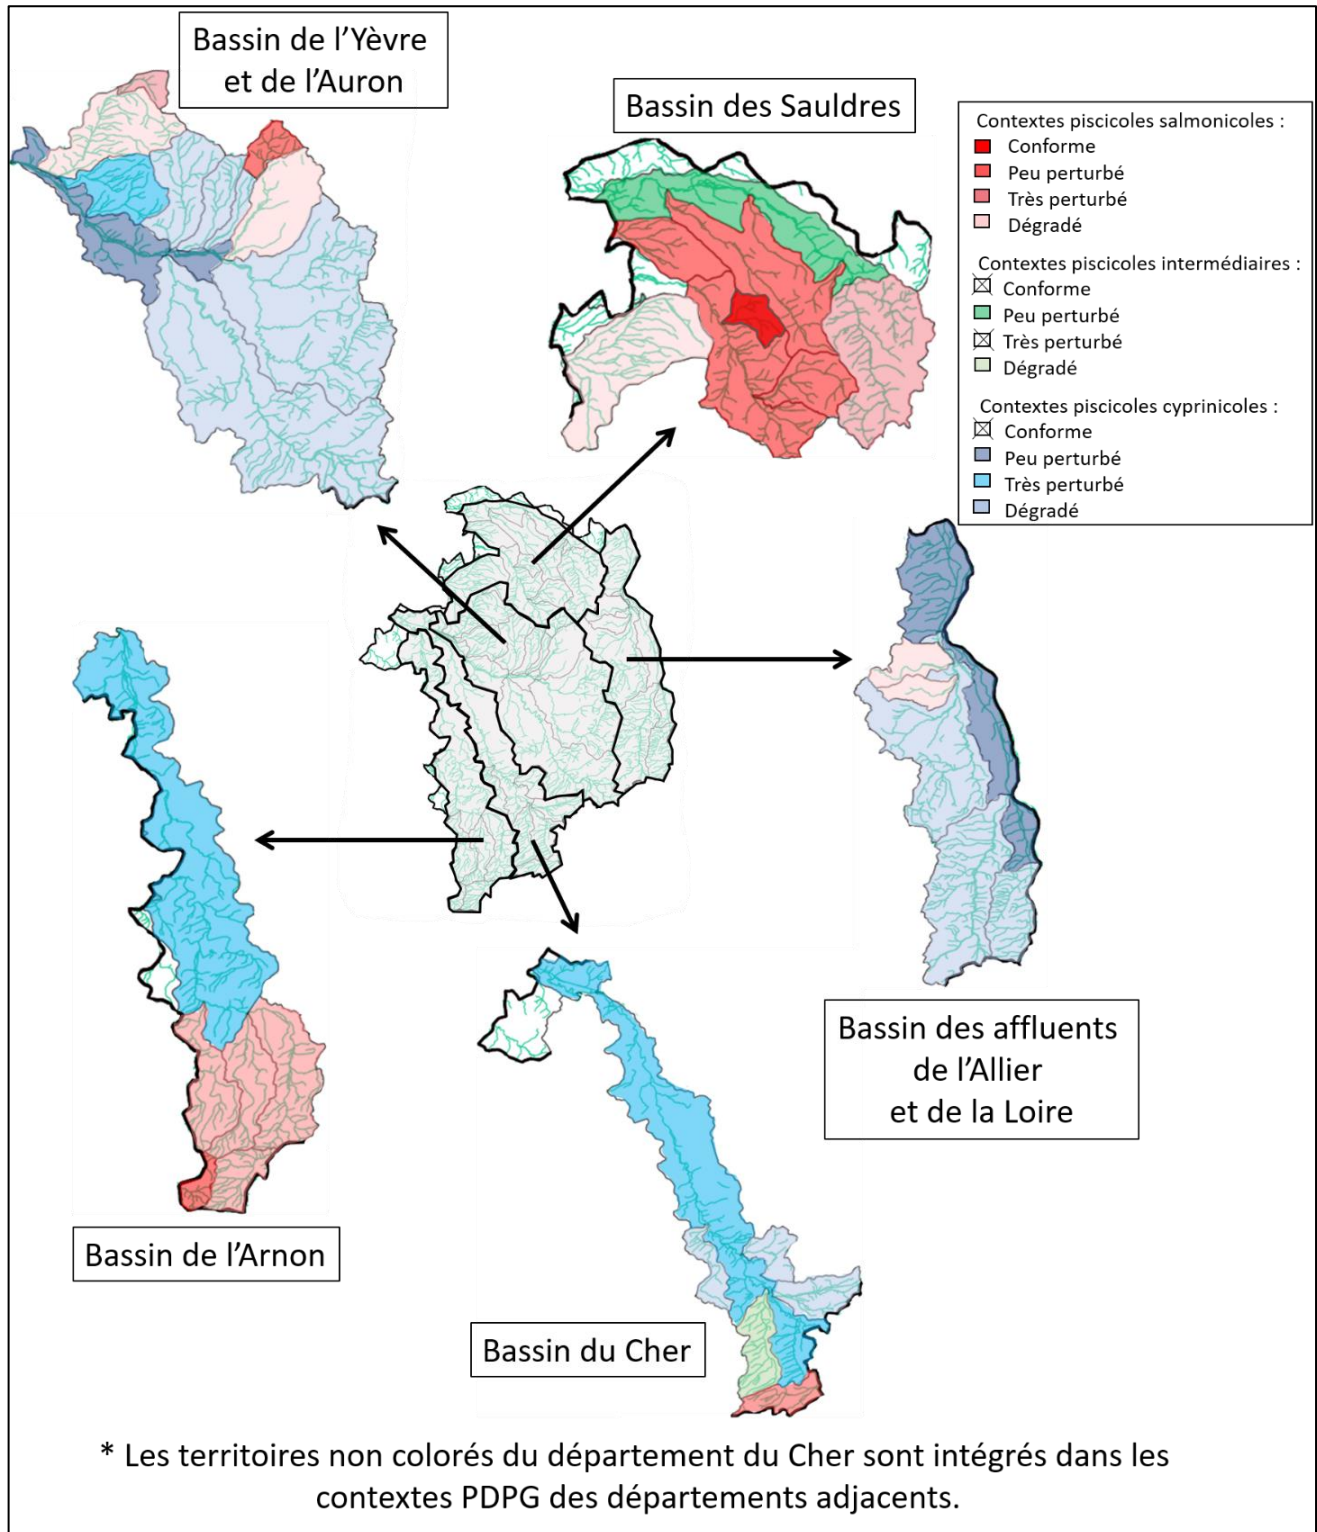 Bassin de l'Yèvre
et de l'Auron
Bassin des Sauldres
Contextes piscicoles salmonicoles :
Conforme
Peu perturbé
Très perturbé
Dégradé
Contextes piscicoles intermédiaires :
Conforme
Peu perturbé
Très perturbé
Dégradé
Contextes piscicoles cyprinicoles :
Conforme
Peu perturbé
Très perturbé
Dégradé
Bassin des affluents
de l'Allier
et de la Loire
Bassin de l'Arnon
Bassin du Cher
* Les territoires non colorés du département du Cher sont intégrés dans les
contextes PDPG des départements adjacents.